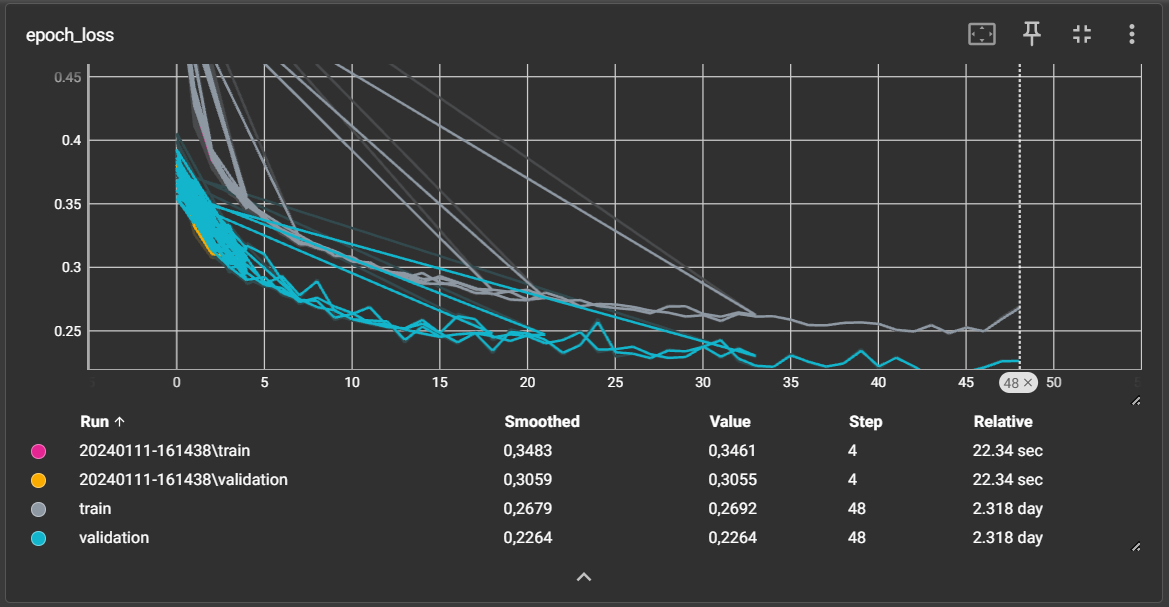 epoch_loss
0.45
0.4
0.35
0.3
0.25
0 5 10 15 20 25 30 35 40 45 48 × 50
Run ↑ Smoothed Value Step Relative
20240111-161438\train 0,3483 0,3461 4 22.34 sec
20240111-161438\validation 0,3059 0,3055 4 22.34 sec
train 0,2679 0,2692 48 2.318 day
validation 0,2264 0,2264 48 2.318 day